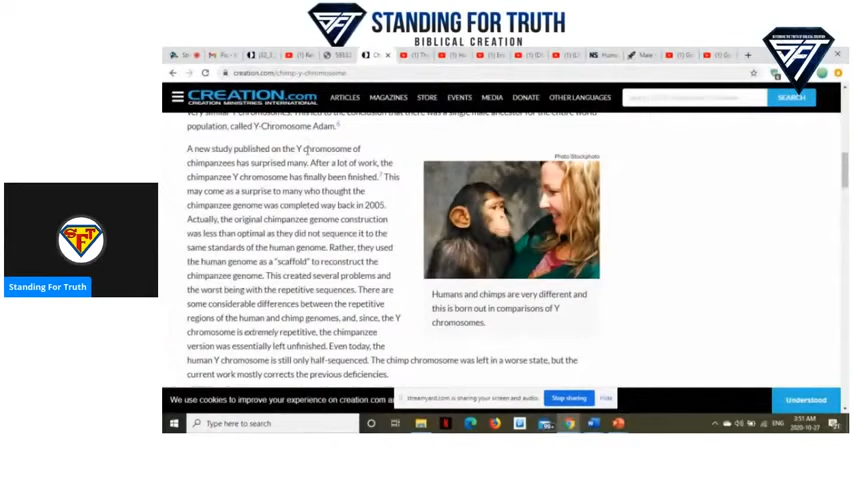 SFT
STANDING FOR TRUTH
BIBLICAL CREATION
SFT
creation.com/chimp-y-chromosome
CREATION.com
CREATION MINISTRIES INTERNATIONAL
ARTICLES MAGAZINES STORE EVENTS MEDIA DONATE OTHER LANGUAGES
SEARCH
population, called Y-Chromosome Adam.6
A new study published on the Y chromosome of
chimpanzees has surprised many. After a lot of work, the
chimpanzee Y chromosome has finally been finished.7 This
may come as a surprise to many who thought the
chimpanzee genome was completed way back in 2005.
Actually, the original chimpanzee genome construction
was less than optimal as they did not sequence it to the
same standards of the human genome. Rather, they used
the human genome as a "scaffold" to reconstruct the
chimpanzee genome. This created several problems and
the worst being with the repetitive sequences. There are
some considerable differences between the repetitive
regions of the human and chimp genomes, and, since, the Y
chromosome is extremely repetitive, the chimpanzee
version was essentially left unfinished. Even today, the
human Y chromosome is still only half-sequenced. The chimp chromosome was left in a worse state, but the
current work mostly corrects the previous deficiencies.
Photo iStockphoto
Humans and chimps are very different and
this is born out in comparisons of Y
chromosomes.
SFT
Standing For Truth
We use cookies to improve your experience on creation.com
streamyard.com is sharing your screen and audio.
Stop sharing
Hide
Understood
Type here to search
99+
ENG
3:51 AM
2020-10-27